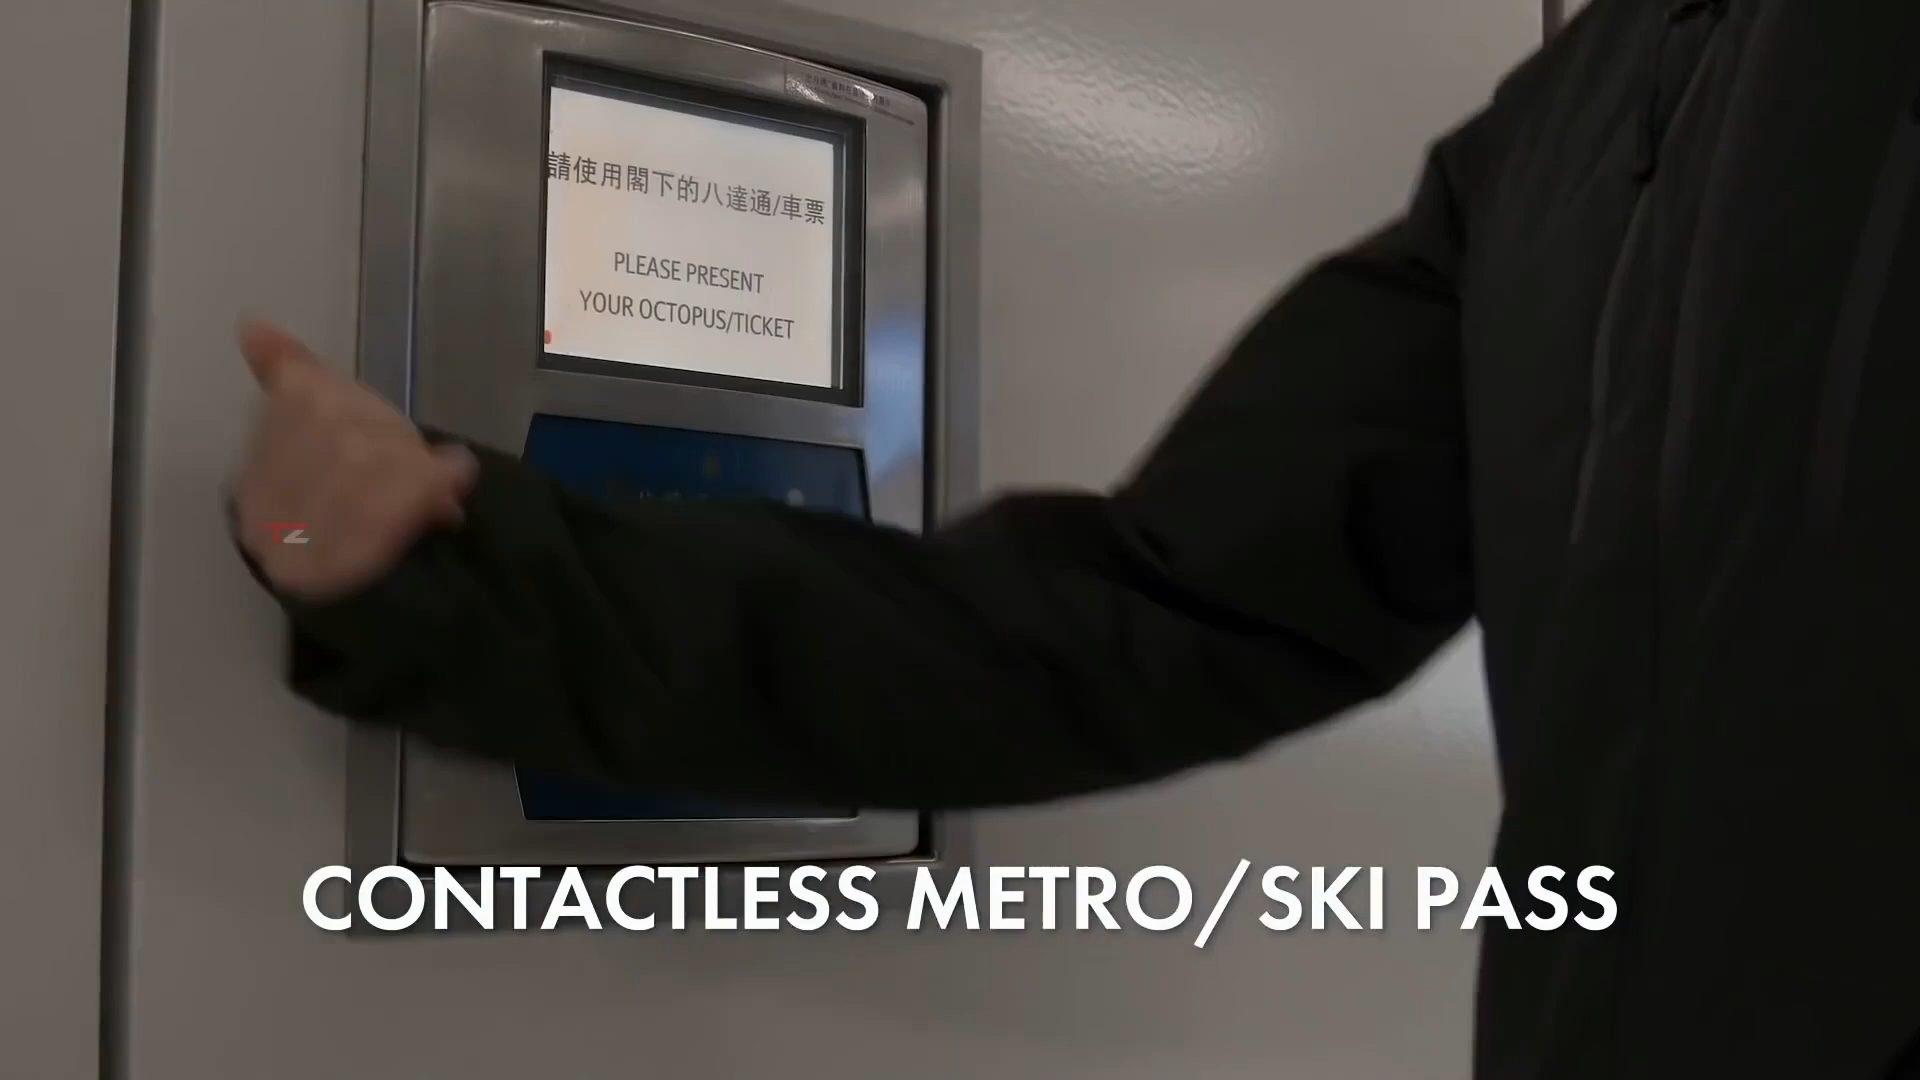 請使用閣下的八達通/車票
PLEASE PRESENT
YOUR OCTOPUS/TICKET
TZ
CONTACTLESS METRO/SKI PASS